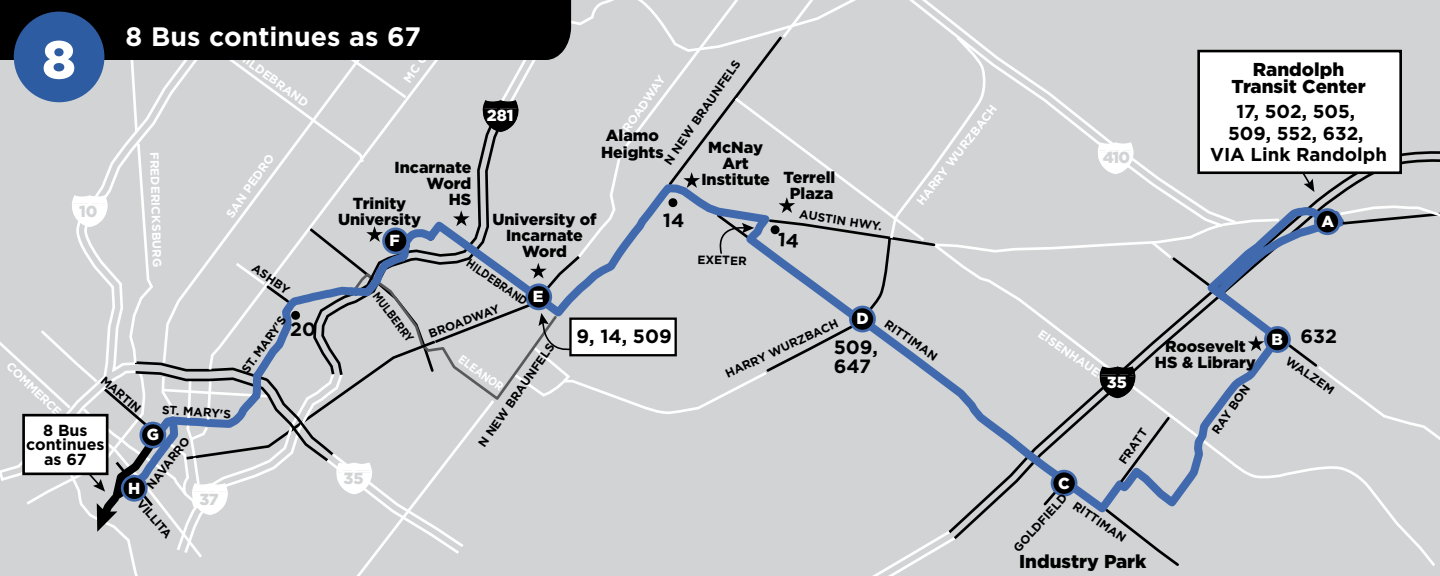 8
8 Bus continues as 67
HILDEBRAND
FREDERICKSBURG
SAN PEDRO
10
281
Incarnate
Word
HS
Trinity
University
F
University of
Incarnate
Word
HILDEBRAND
E
9, 14, 509
BROADWAY
Alamo
Heights
N NEW BRAUNFELS
McNay
Art
Institute
Terrell
Plaza
14
14
EXETER
AUSTIN HWY.
HARRY WURZBACH
410
Randolph
Transit Center
17, 502, 505,
509, 552, 632,
VIA Link Randolph
A
ASHBY
20
ST. MARY'S
MULBERRY
BROADWAY
ELEANOR
N NEW BRAUNFELS
HARRY WURZBACH
D
509,
647
RITTIMAN
EISENHAUER
35
Roosevelt
HS & Library
B
632
WALZEM
RAY BON
FRATT
C
GOLDFIELD
RITTIMAN
Industry Park
COMMERCE
MARTIN
ST. MARY'S
G
8 Bus
continues
as 67
NAVARRO
H
VILLITA
37
35